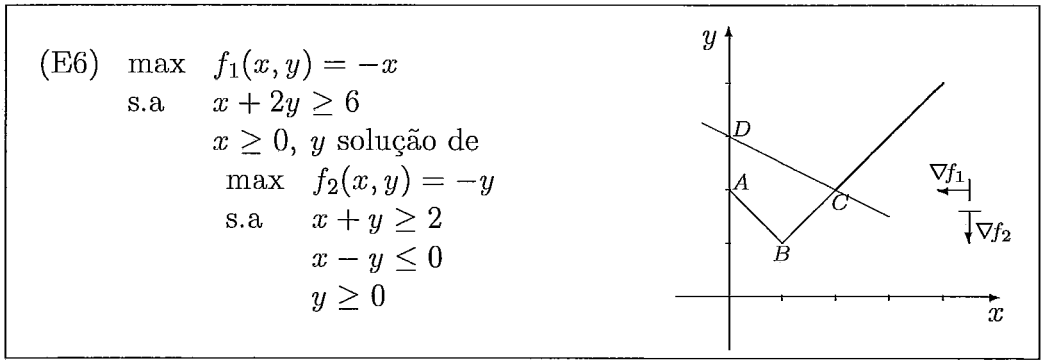 (E6) max f₁(x, y) = −x
s.a x + 2y ≥ 6
x ≥ 0, y solução de
max f₂(x, y) = −y
s.a x + y ≥ 2
x − y ≤ 0
y ≥ 0
y
D
A
C
B
∇f₁
∇f₂
x